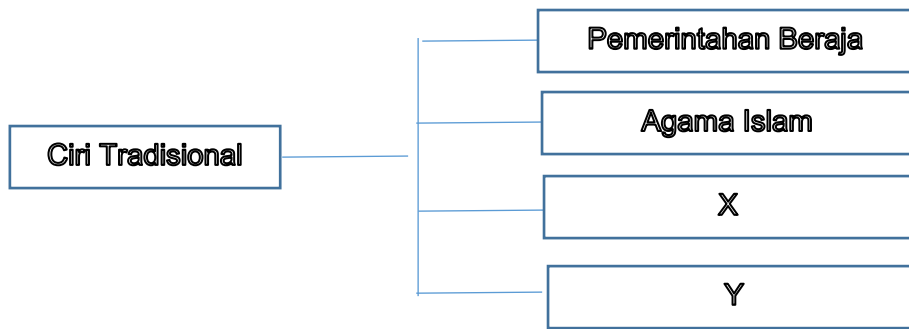 Pemerintahan Beraja
Agama Islam
Ciri Tradisional
X
Y